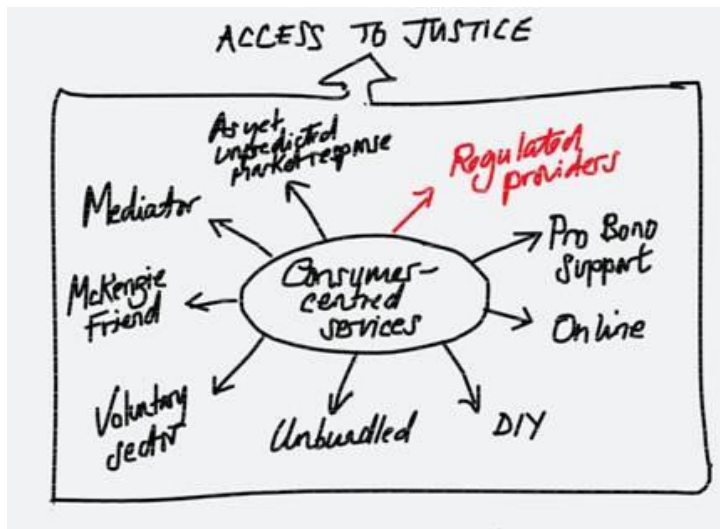 ACCESS TO JUSTICE
As yet
unpredicted
market response
Regulated
providers
Mediator
Pro Bono
Support
McKenzie
Friend
Consumer-
centred
services
Online
Voluntary
sector
Unbundled
DIY